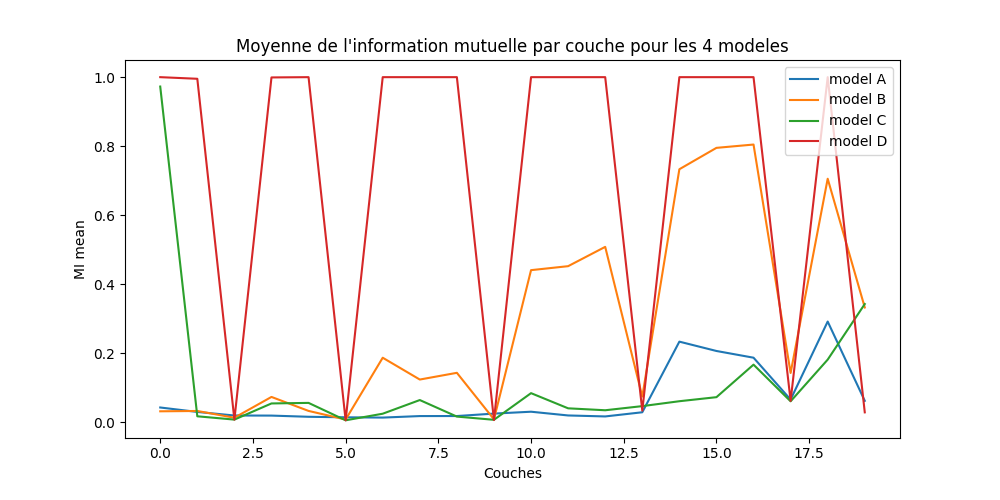 Moyenne de l'information mutuelle par couche pour les 4 modeles
MI mean
1.0
0.8
0.6
0.4
0.2
0.0
model A
model B
model C
model D
0.0 2.5 5.0 7.5 10.0 12.5 15.0 17.5
Couches